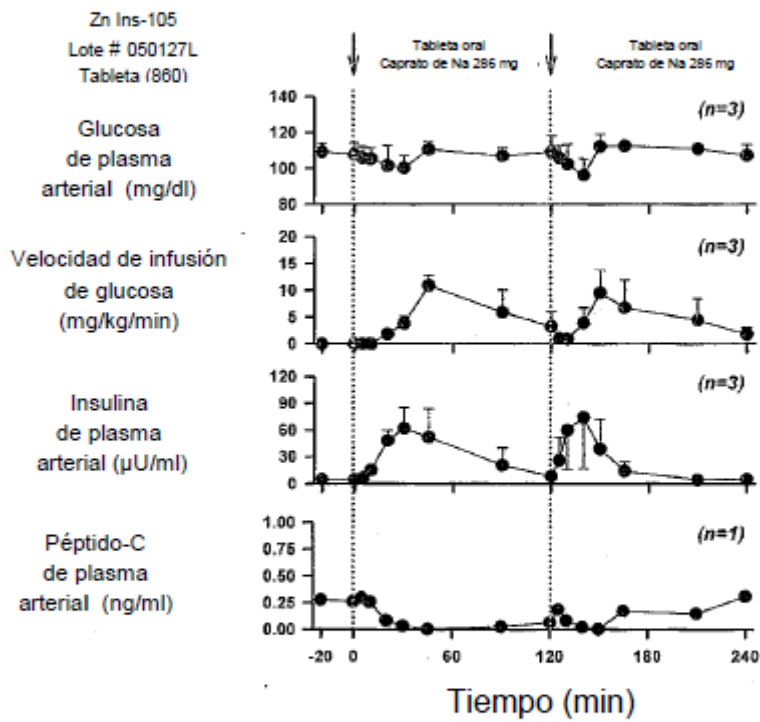 Zn Ins-105
Lote # 050127L
Tableta (860)
Tableta oral
Caprato de Na 286 mg
Tableta oral
Caprato de Na 286 mg
Glucosa
de plasma
arterial (mg/dl)
140
120
100
80
(n=3)
Velocidad de infusión
de glucosa
(mg/kg/min)
20
15
10
5
0
(n=3)
Insulina
de plasma
arterial (µU/ml)
120
90
60
30
0
(n=3)
Péptido-C
de plasma
arterial (ng/ml)
1.00
0.75
0.50
0.25
0.00
(n=1)
-20 0 60 120 180 240
Tiempo (min)